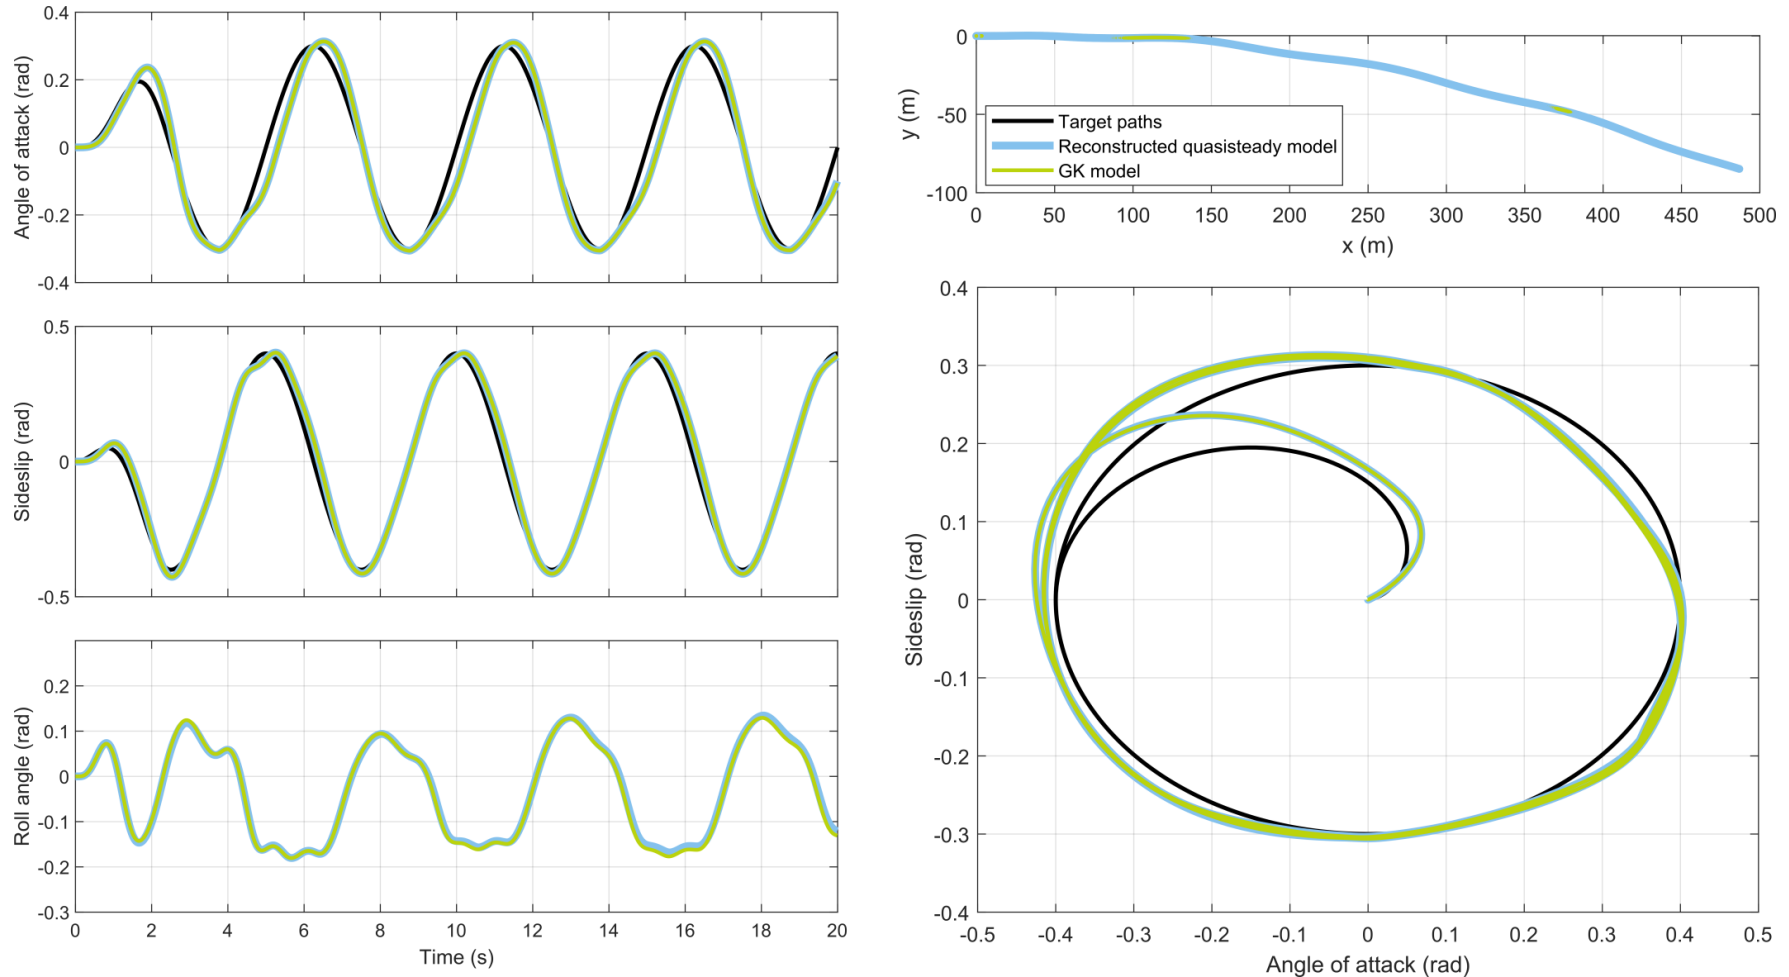 0.4
0.2
0
-0.2
-0.4
Angle of attack (rad)
0.5
0
-0.5
Sideslip (rad)
0.2
0.1
0
-0.1
-0.2
-0.3
Roll angle (rad)
0 2 4 6 8 10 12 14 16 18 20
Time (s)
0
-50
-100
y (m)
Target paths
Reconstructed quasisteady model
GK model
0 50 100 150 200 250 300 350 400 450 500
x (m)
0.4
0.3
0.2
0.1
0
-0.1
-0.2
-0.3
-0.4
Sideslip (rad)
-0.5 -0.4 -0.3 -0.2 -0.1 0 0.1 0.2 0.3 0.4 0.5
Angle of attack (rad)